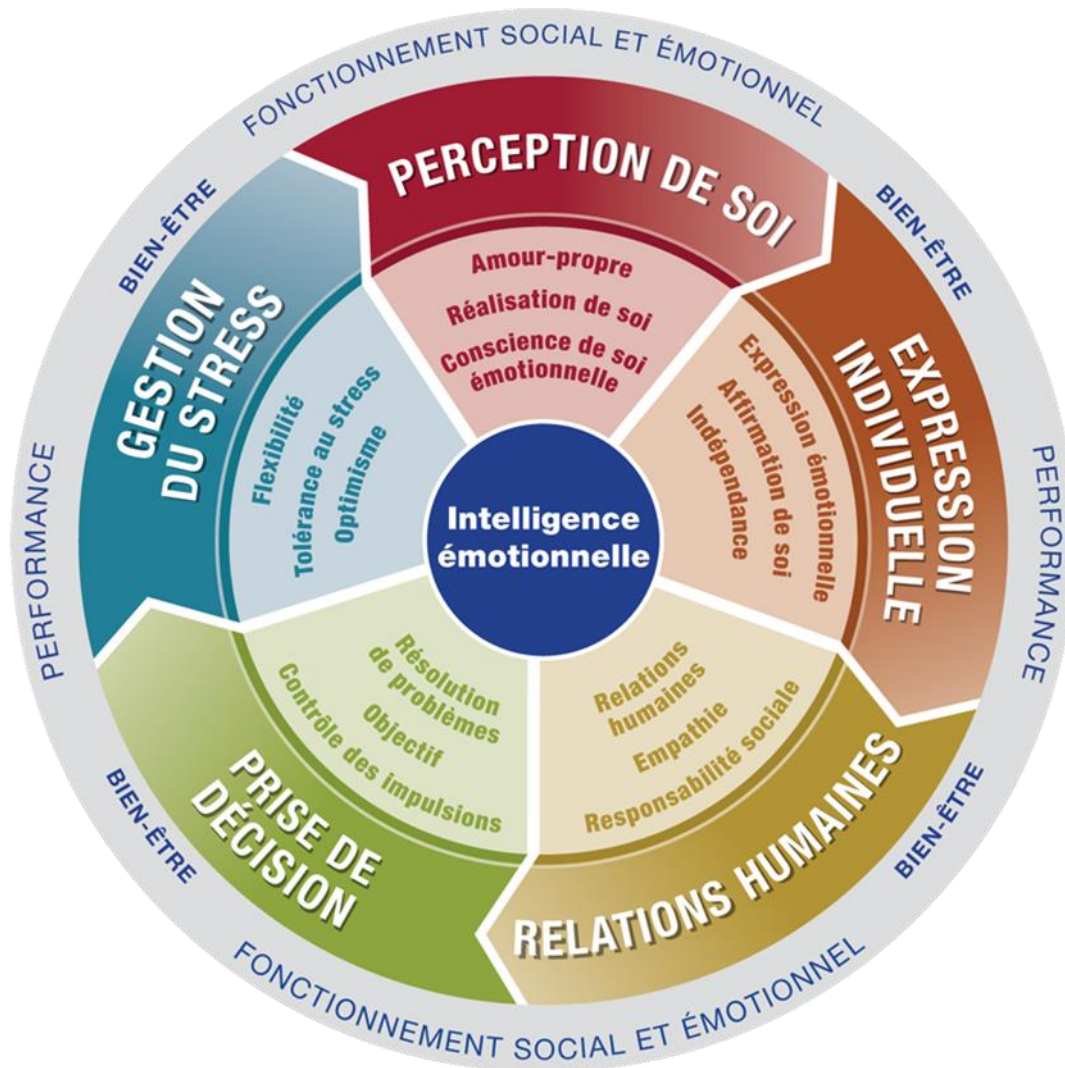 FONCTIONNEMENT SOCIAL ET ÉMOTIONNEL
BIEN-ÊTRE
BIEN-ÊTRE
PERFORMANCE
PERFORMANCE
PERCEPTION DE SOI
Amour-propre
Réalisation de soi
Conscience de soi
émotionnelle
EXPRESSION
INDIVIDUELLE
Expression émotionnelle
Affirmation de soi
Indépendance
RELATIONS HUMAINES
Relations
humaines
Empathie
Responsabilité sociale
PRISE DE
DÉCISION
Résolution
de problèmes
Objectif
Contrôle des impulsions
GESTION
DU STRESS
Flexibilité
Tolérance au stress
Optimisme
Intelligence
émotionnelle
BIEN-ÊTRE
BIEN-ÊTRE
FONCTIONNEMENT SOCIAL ET ÉMOTIONNEL